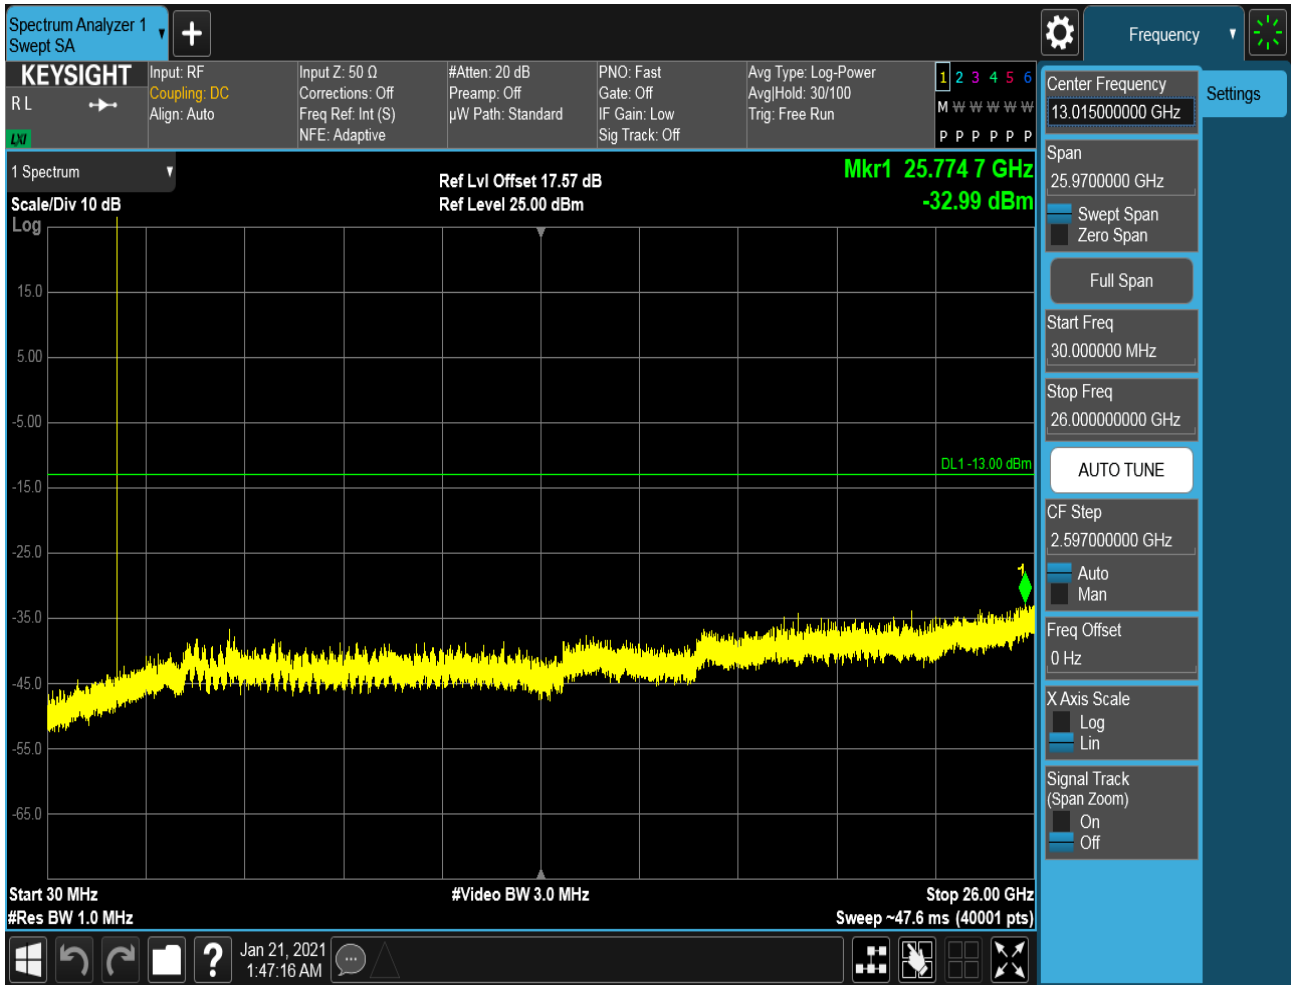 Spectrum Analyzer 1
Swept SA
Frequency
KEYSIGHT
R L
LXI
Input: RF
Coupling: DC
Align: Auto
Input Z: 50 Ω
Corrections: Off
Freq Ref: Int (S)
NFE: Adaptive
#Atten: 20 dB
Preamp: Off
µW Path: Standard
PNO: Fast
Gate: Off
IF Gain: Low
Sig Track: Off
Avg Type: Log-Power
Avg|Hold: 30/100
Trig: Free Run
1 2 3 4 5 6
M W W W W W
P P P P P P
1 Spectrum
Scale/Div 10 dB
Log
Ref Lvl Offset 17.57 dB
Ref Level 25.00 dBm
Mkr1 25.774 7 GHz
-32.99 dBm
15.0
5.00
-5.00
-15.0
-25.0
-35.0
-45.0
-55.0
-65.0
DL1 -13.00 dBm
1
Start 30 MHz
#Res BW 1.0 MHz
#Video BW 3.0 MHz
Stop 26.00 GHz
Sweep ~47.6 ms (40001 pts)
Jan 21, 2021
1:47:16 AM
Center Frequency
13.015000000 GHz
Settings
Span
25.9700000 GHz
Swept Span
Zero Span
Full Span
Start Freq
30.000000 MHz
Stop Freq
26.000000000 GHz
AUTO TUNE
CF Step
2.597000000 GHz
Auto
Man
Freq Offset
0 Hz
X Axis Scale
Log
Lin
Signal Track
(Span Zoom)
On
Off